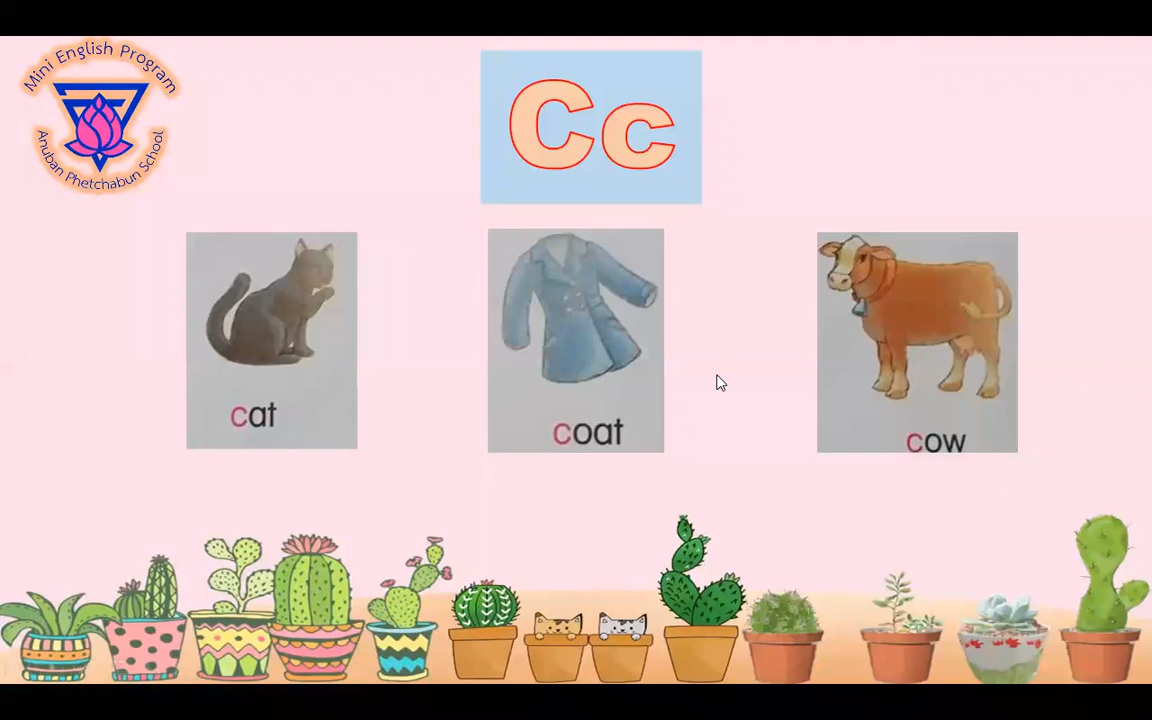 Mini English Program
Anuban Phetchabun School
Cc
cat
coat
cow